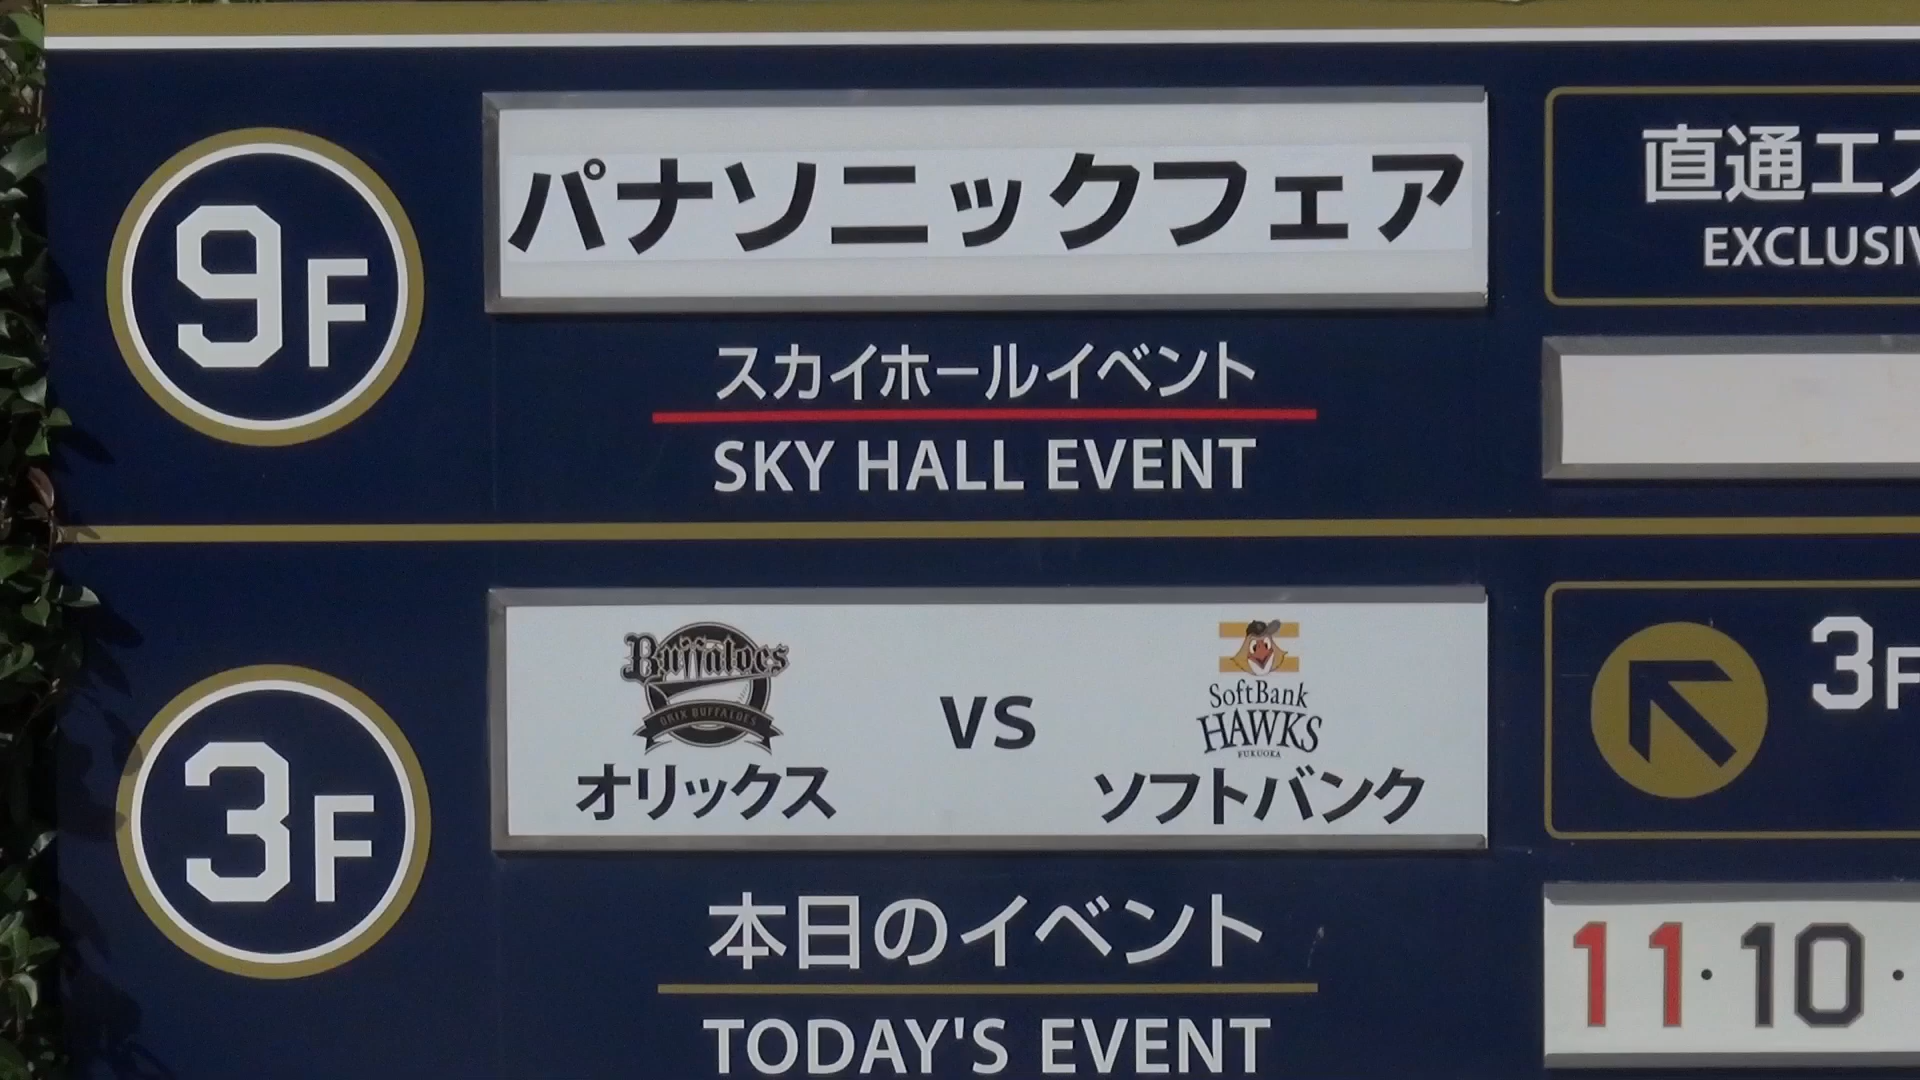 9F
パナソニックフェア
スカイホールイベント
SKY HALL EVENT
直通エス
EXCLUSIV
3F
Buffaloes
ORIX BUFFALOES
オリックス
VS
SoftBank
HAWKS
FUKUOKA
ソフトバンク
本日のイベント
TODAY'S EVENT
3F
11・10・